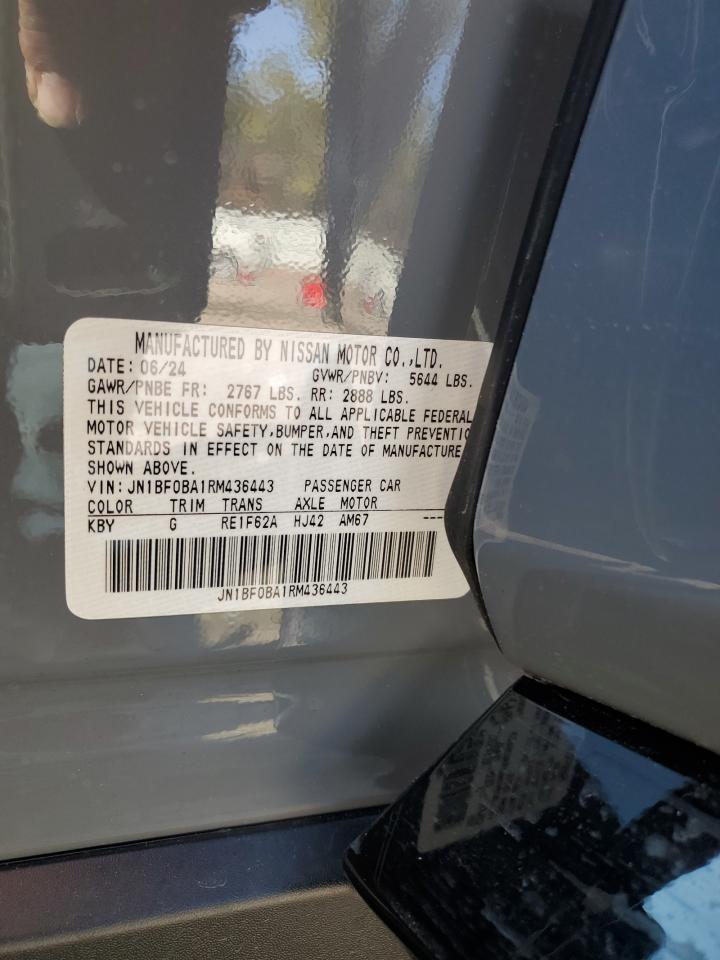 MANUFACTURED BY NISSAN MOTOR CO.,LTD.
DATE: 06/24 GVWR/PNBV: 5644 LBS.
GAWR/PNBE FR: 2767 LBS. RR: 2888 LBS.
THIS VEHICLE CONFORMS TO ALL APPLICABLE FEDERAL
MOTOR VEHICLE SAFETY,BUMPER,AND THEFT PREVENTIO
STANDARDS IN EFFECT ON THE DATE OF MANUFACTURE
SHOWN ABOVE.
VIN: JN1BF0BA1RM436443 PASSENGER CAR
COLOR TRIM TRANS AXLE MOTOR
KBY G RE1F62A HJ42 AM67 ---
JN1BF0BA1RM436443